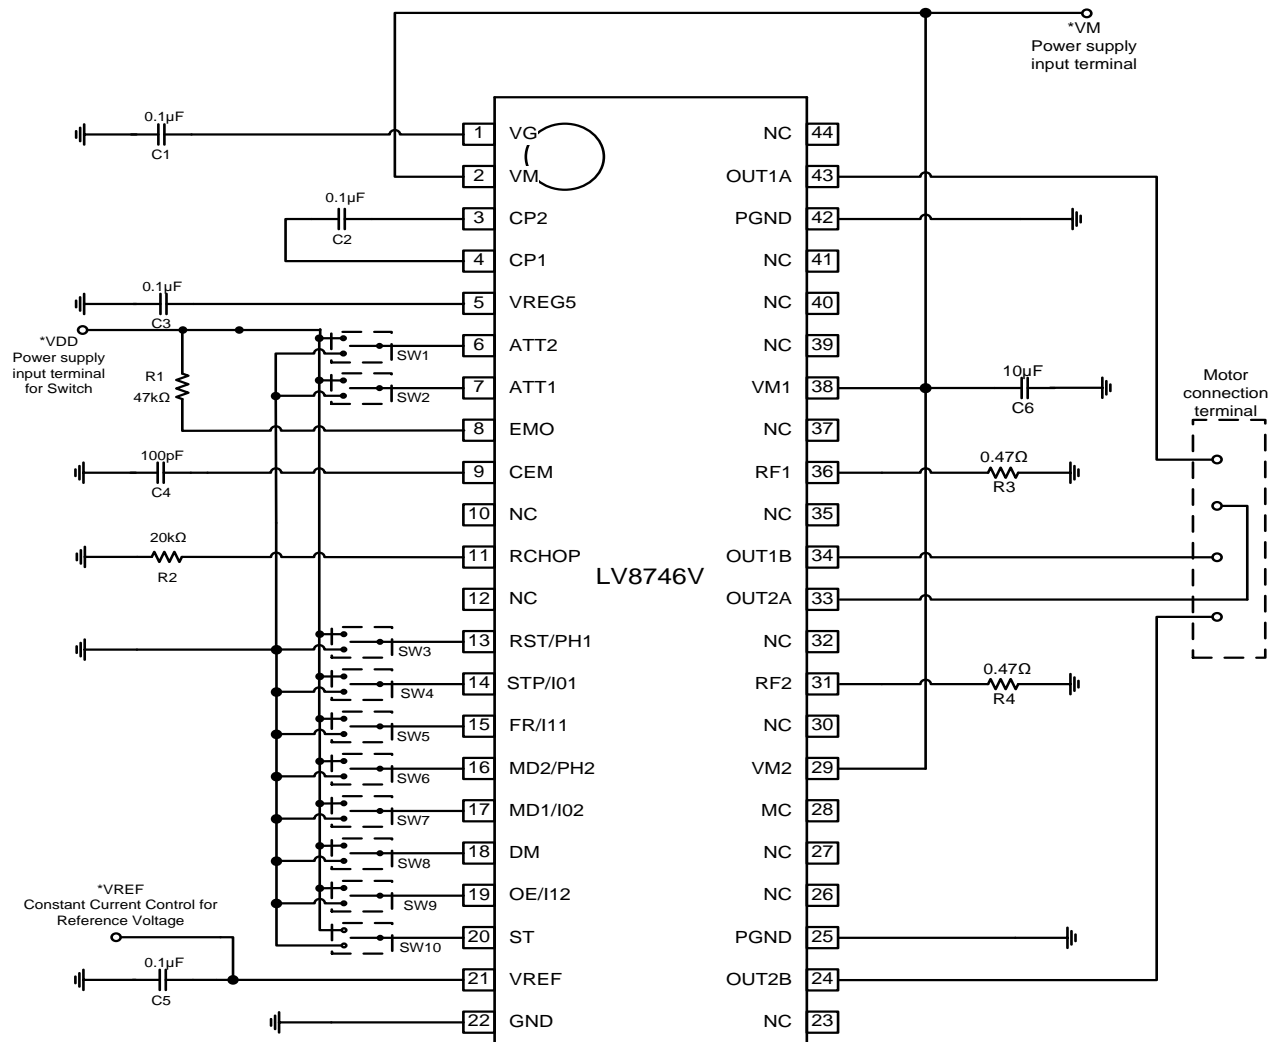 *VM
Power supply
input terminal
0.1µF
C1
1 VG
NC 44
2 VM
OUT1A 43
0.1µF
C2
3 CP2
PGND 42
4 CP1
NC 41
0.1µF
C3
5 VREG5
NC 40
*VDD
Power supply
input terminal
for Switch
SW1
6 ATT2
NC 39
R1
47kΩ
SW2
7 ATT1
VM1 38
10µF
C6
Motor
connection
terminal
8 EMO
NC 37
100pF
C4
9 CEM
RF1 36
0.47Ω
R3
10 NC
NC 35
20kΩ
R2
11 RCHOP
OUT1B 34
LV8746V
12 NC
OUT2A 33
SW3
13 RST/PH1
NC 32
SW4
14 STP/I01
RF2 31
0.47Ω
R4
SW5
15 FR/I11
NC 30
SW6
16 MD2/PH2
VM2 29
SW7
17 MD1/I02
MC 28
SW8
18 DM
NC 27
SW9
19 OE/I12
NC 26
*VREF
Constant Current Control for
Reference Voltage
SW10
20 ST
PGND 25
0.1µF
C5
21 VREF
OUT2B 24
22 GND
NC 23